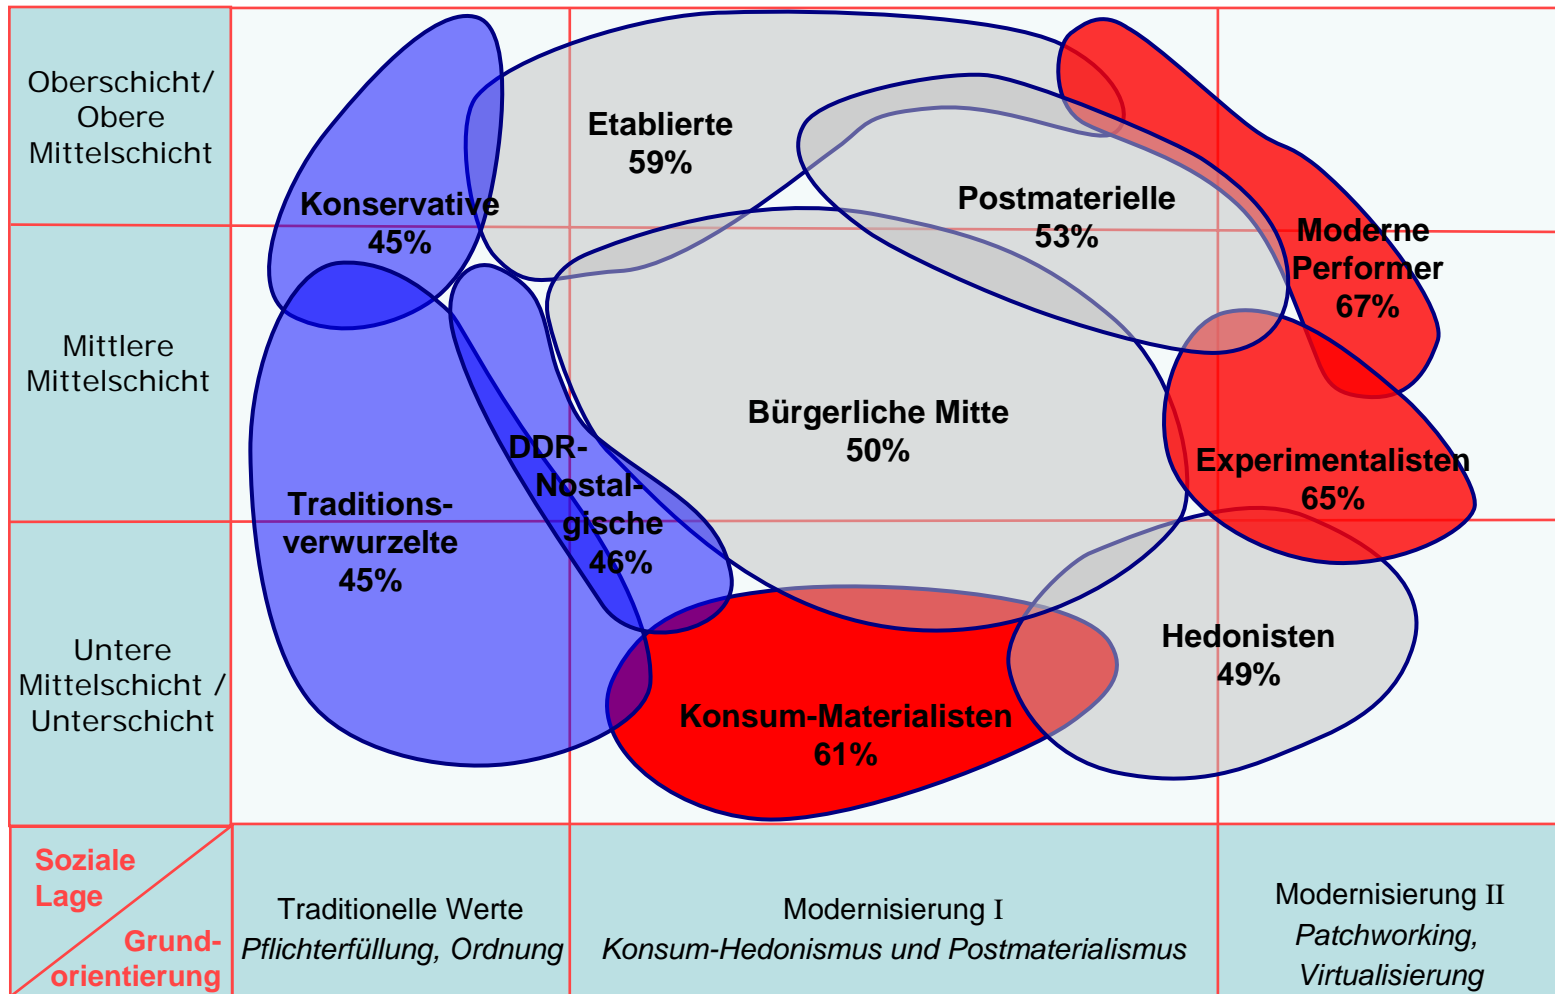 Oberschicht/
Obere
Mittelschicht
Mittlere
Mittelschicht
Untere
Mittelschicht /
Unterschicht
Etablierte
59%
Konservative
45%
Postmaterielle
53%
Moderne
Performer
67%
Bürgerliche Mitte
50%
DDR-
Nostal-
gische
46%
Experimentalisten
65%
Traditions-
verwurzelte
45%
Hedonisten
49%
Konsum-Materialisten
61%
Soziale
Lage
Grund-
orientierung
Traditionelle Werte
Pflichterfüllung, Ordnung
Modernisierung I
Konsum-Hedonismus und Postmaterialismus
Modernisierung II
Patchworking,
Virtualisierung